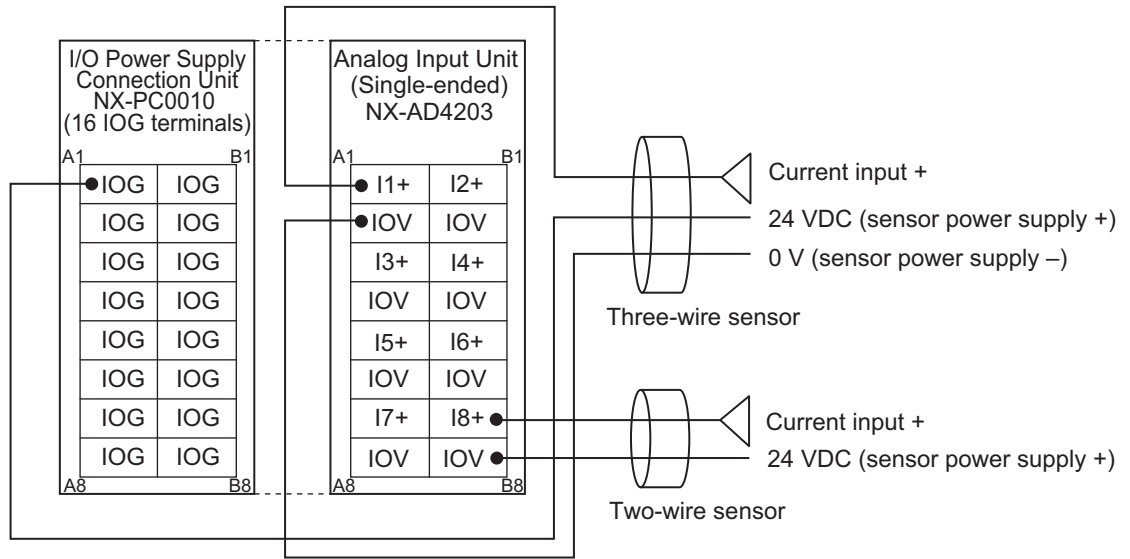 I/O Power Supply
Connection Unit
NX-PC0010
(16 IOG terminals)
A1 B1
IOG IOG
IOG IOG
IOG IOG
IOG IOG
IOG IOG
IOG IOG
IOG IOG
IOG IOG
A8 B8
Analog Input Unit
(Single-ended)
NX-AD4203
A1 B1
I1+ I2+
IOV IOV
I3+ I4+
IOV IOV
I5+ I6+
IOV IOV
I7+ I8+
IOV IOV
A8 B8
Current input +
24 VDC (sensor power supply +)
0 V (sensor power supply –)
Three-wire sensor
Current input +
24 VDC (sensor power supply +)
Two-wire sensor